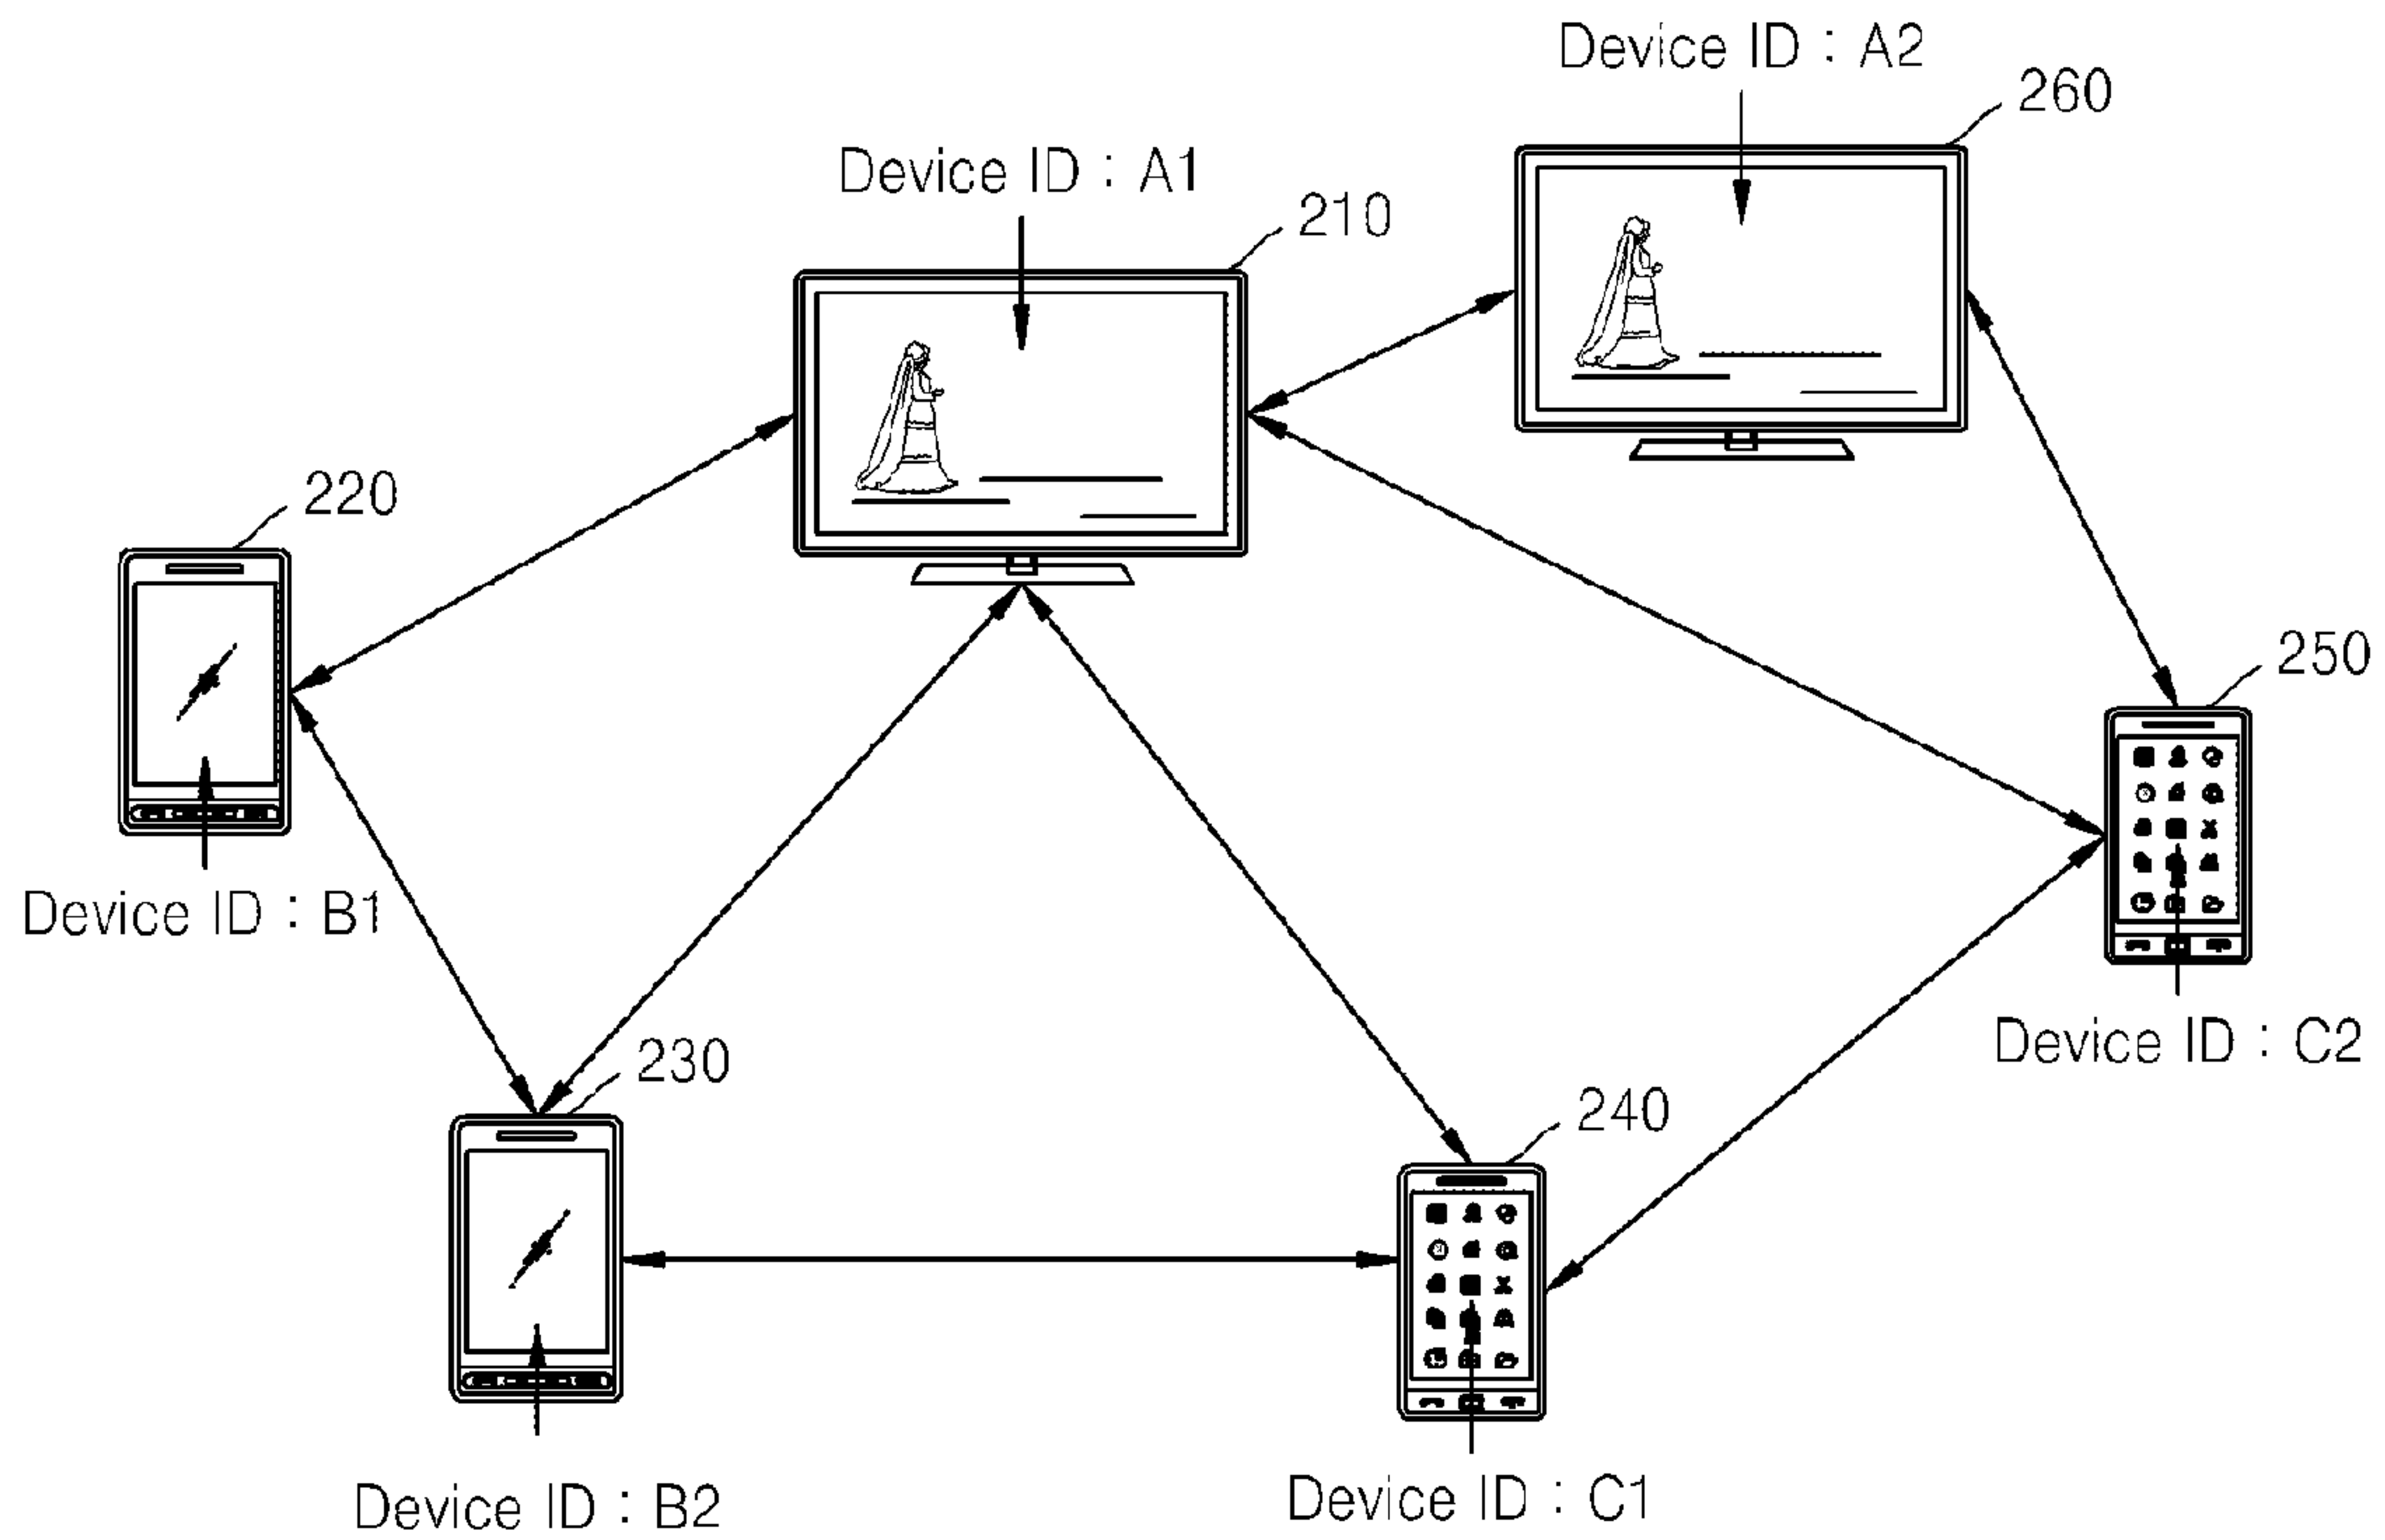 Device ID : A2
260
Device ID : A1
210
220
250
Device ID : B1
Device ID : C2
230
240
Device ID : C1
Device ID : B2